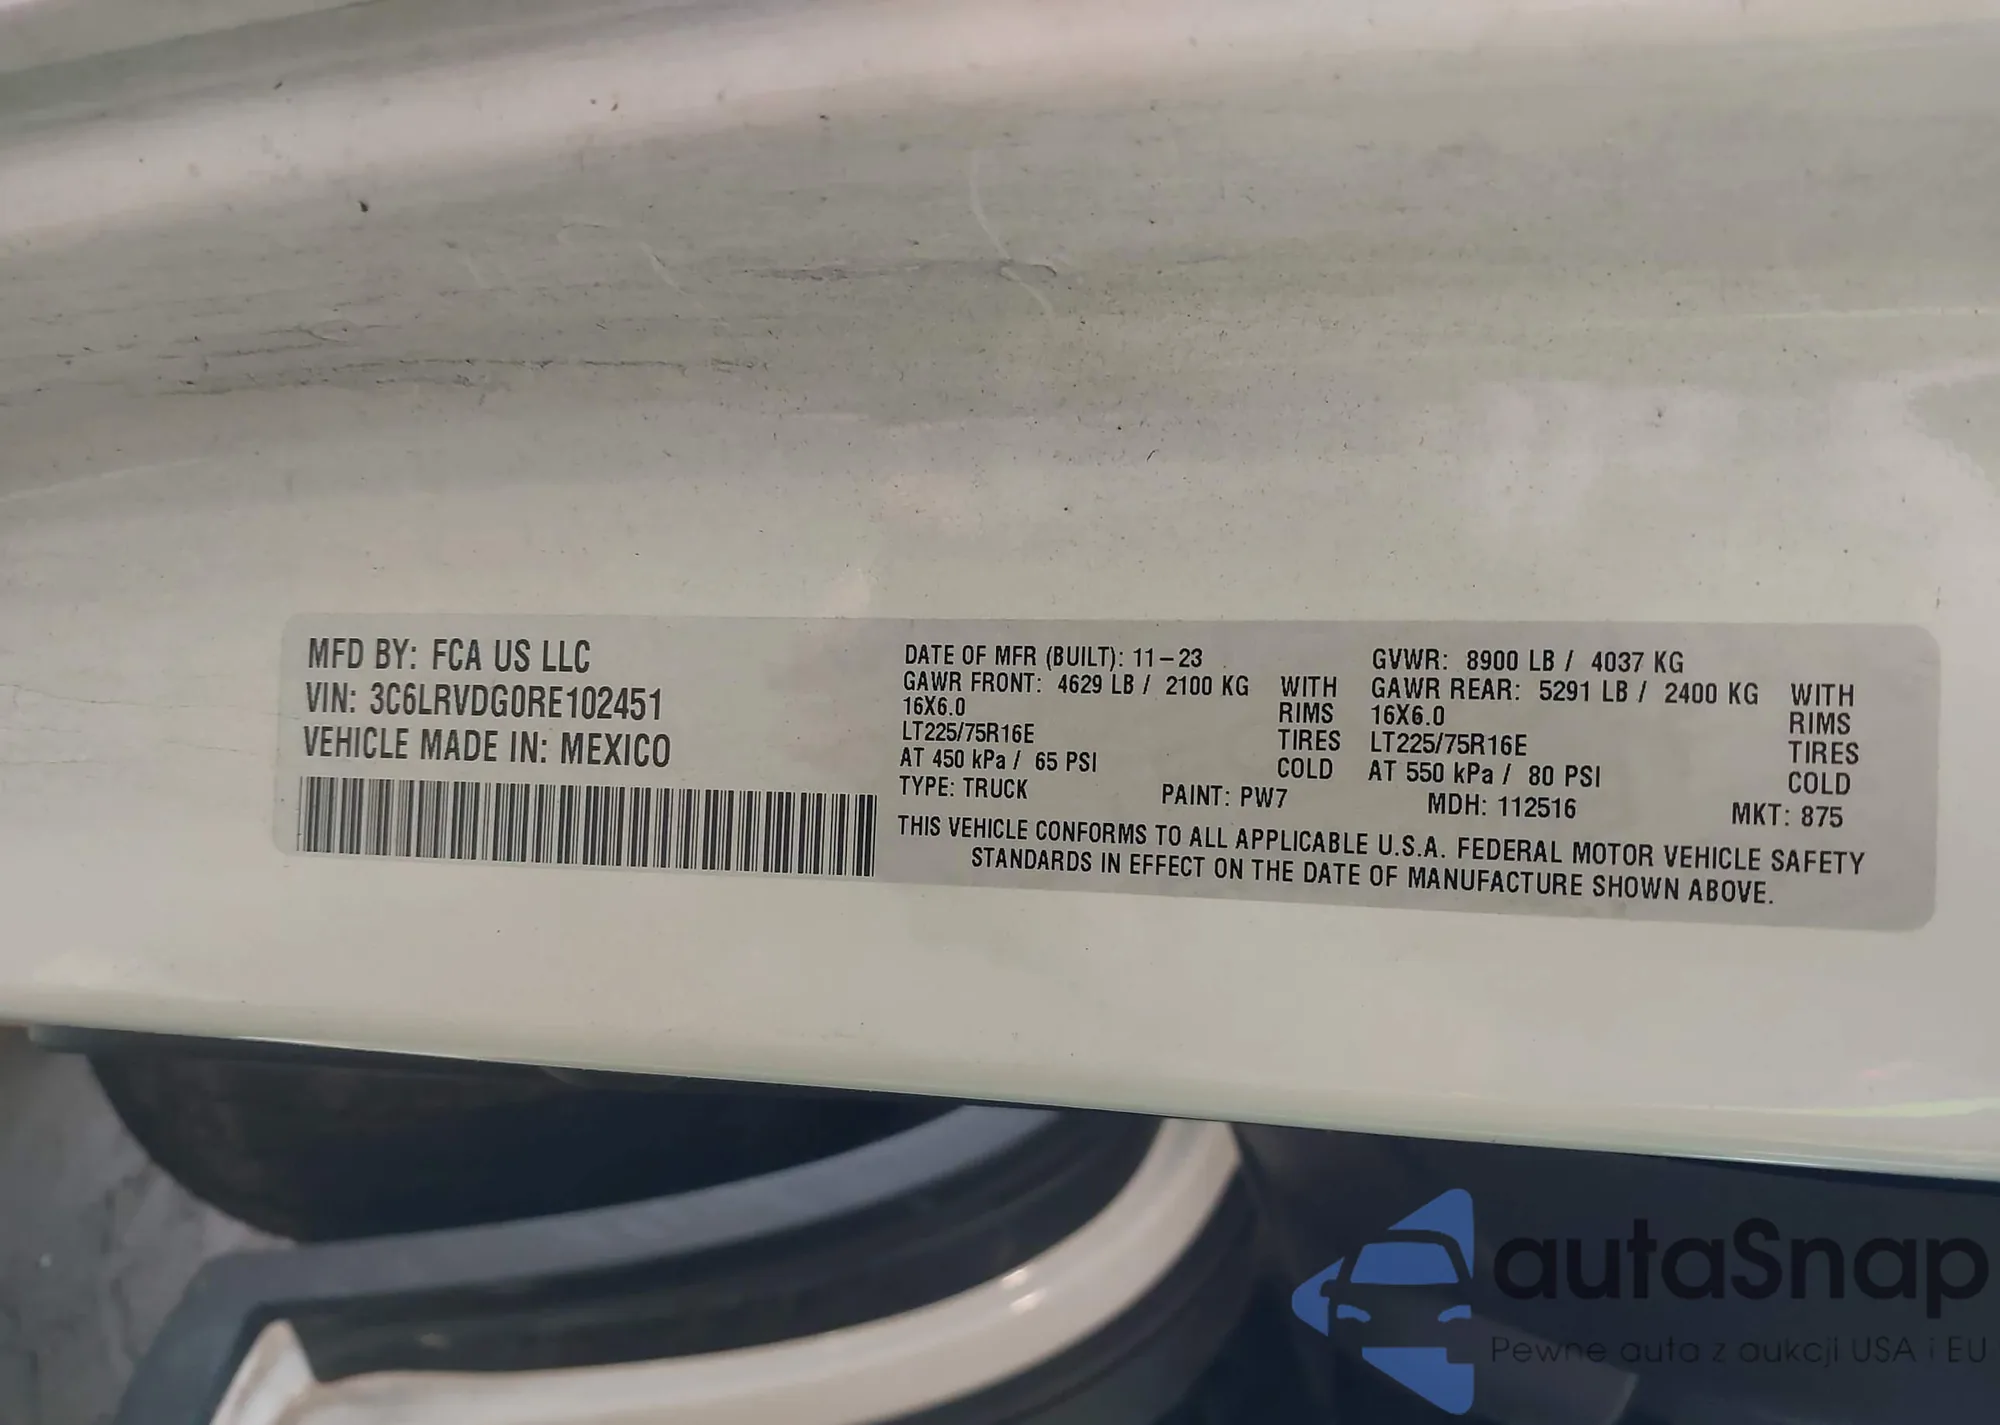 MFD BY: FCA US LLC
VIN: 3C6LRVDG0RE102451
VEHICLE MADE IN: MEXICO
DATE OF MFR (BUILT): 11-23
GAWR FRONT: 4629 LB / 2100 KG WITH
16X6.0 RIMS
LT225/75R16E TIRES
AT 450 kPa / 65 PSI COLD
GVWR: 8900 LB / 4037 KG
GAWR REAR: 5291 LB / 2400 KG WITH
16X6.0 RIMS
LT225/75R16E TIRES
AT 550 kPa / 80 PSI COLD
TYPE: TRUCK PAINT: PW7 MDH: 112516 MKT: 875
THIS VEHICLE CONFORMS TO ALL APPLICABLE U.S.A. FEDERAL MOTOR VEHICLE SAFETY
STANDARDS IN EFFECT ON THE DATE OF MANUFACTURE SHOWN ABOVE.
autaSnap
Pewne auta z aukcji USA i EU